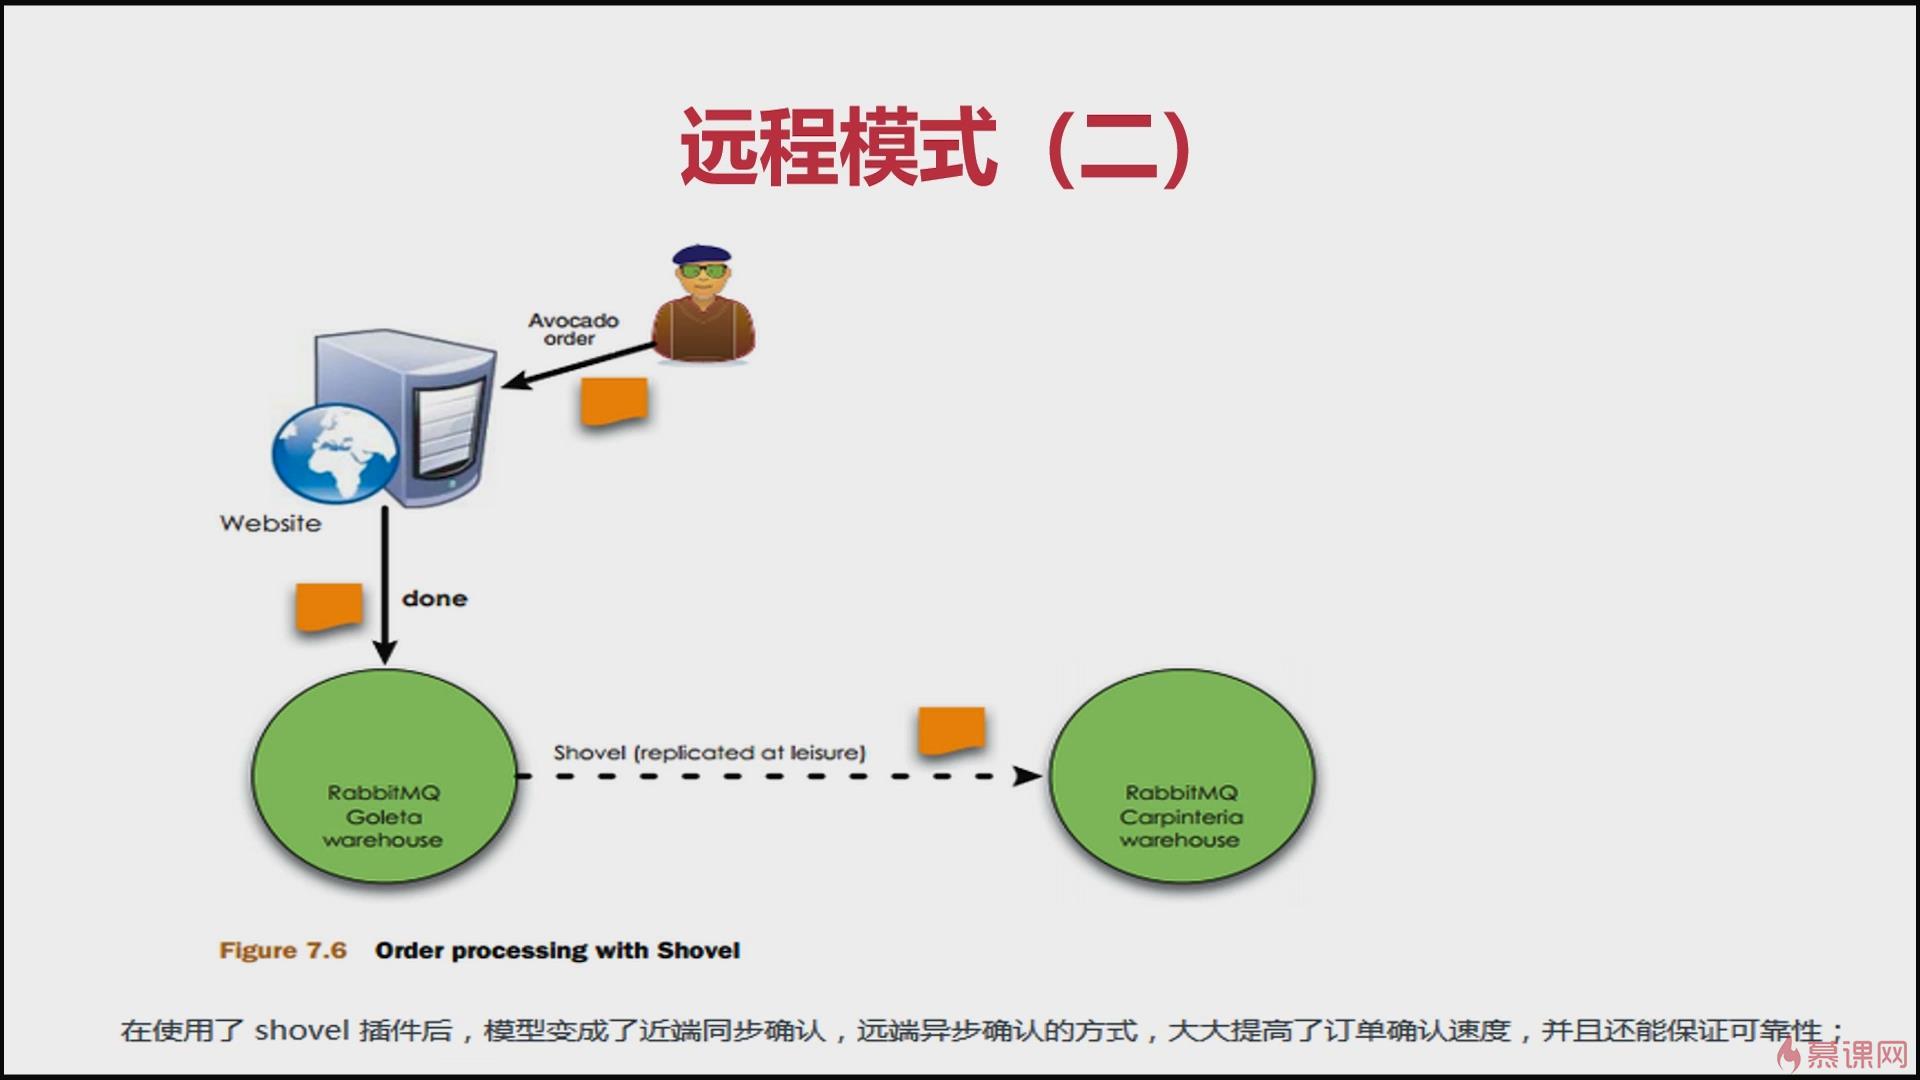 远程模式（二）
Avocado
order
Website
done
Shovel (replicated at leisure)
RabbitMQ
Goleta
warehouse
RabbitMQ
Carpinteria
warehouse
Figure 7.6 Order processing with Shovel
在使用了 shovel 插件后，模型变成了近端同步确认，远端异步确认的方式，大大提高了订单确认速度，并且还能保证可靠性；
慕课网